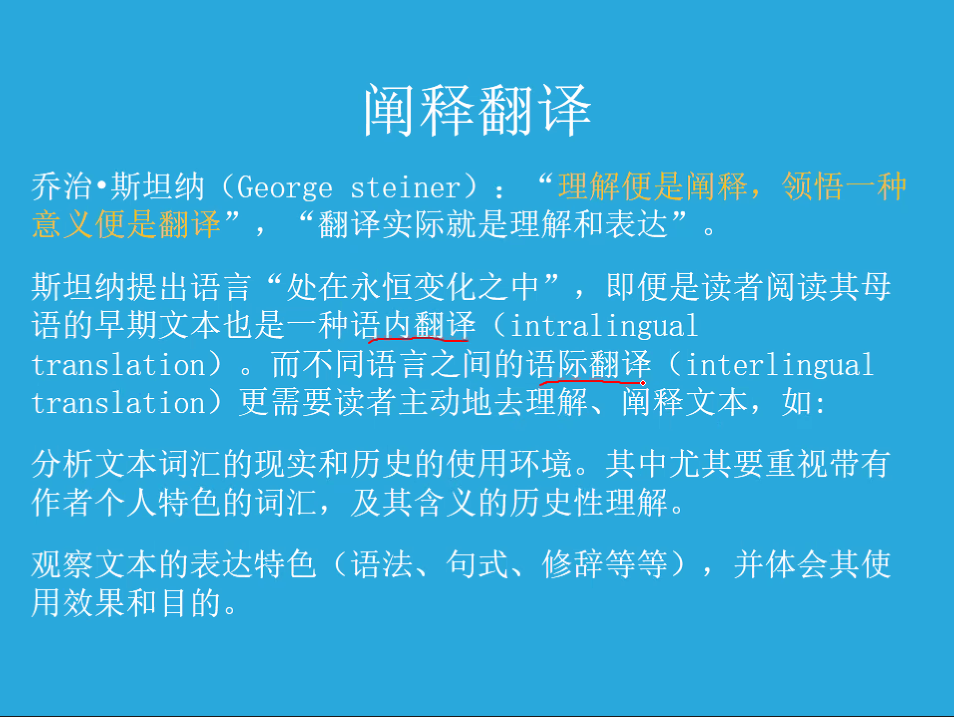 阐释翻译
乔治•斯坦纳（George steiner）：“理解便是阐释，领悟一种
意义便是翻译”，“翻译实际就是理解和表达”。
斯坦纳提出语言“处在永恒变化之中”，即便是读者阅读其母
语的早期文本也是一种语内翻译（intralingual
translation）。而不同语言之间的语际翻译（interlingual
translation）更需要读者主动地去理解、阐释文本，如：
分析文本词汇的现实和历史的使用环境。其中尤其要重视带有
作者个人特色的词汇，及其含义的历史性理解。
观察文本的表达特色（语法、句式、修辞等等），并体会其使
用效果和目的。